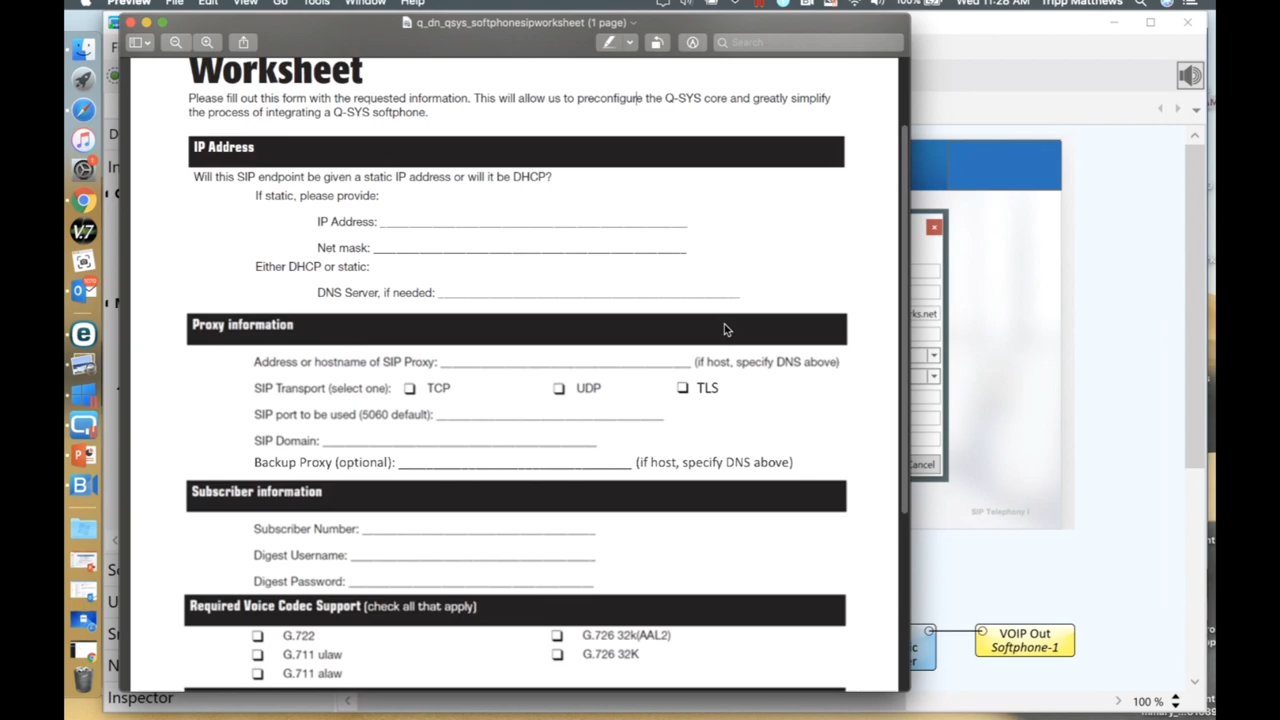 Preview File Edit View Go Tools Window Help
100% Wed 11:28 AM Tripp Matthews
q_dn_qsys_softphonesipworksheet (1 page)
Search
Worksheet
Please fill out this form with the requested information. This will allow us to preconfigure the Q-SYS core and greatly simplify
the process of integrating a Q-SYS softphone.
IP Address
Will this SIP endpoint be given a static IP address or will it be DHCP?
If static, please provide:
IP Address:
Net mask:
Either DHCP or static:
DNS Server, if needed:
Proxy information
Address or hostname of SIP Proxy: (if host, specify DNS above)
SIP Transport (select one): TCP UDP TLS
SIP port to be used (5060 default):
SIP Domain:
Backup Proxy (optional): (if host, specify DNS above)
Subscriber information
Subscriber Number:
Digest Username:
Digest Password:
Required Voice Codec Support (check all that apply)
G.722 G.726 32k(AAL2)
G.711 ulaw G.726 32K
G.711 alaw
rks.net
Cancel
SIP Telephony I
VOIP Out
Softphone-1
Inspector
100 %